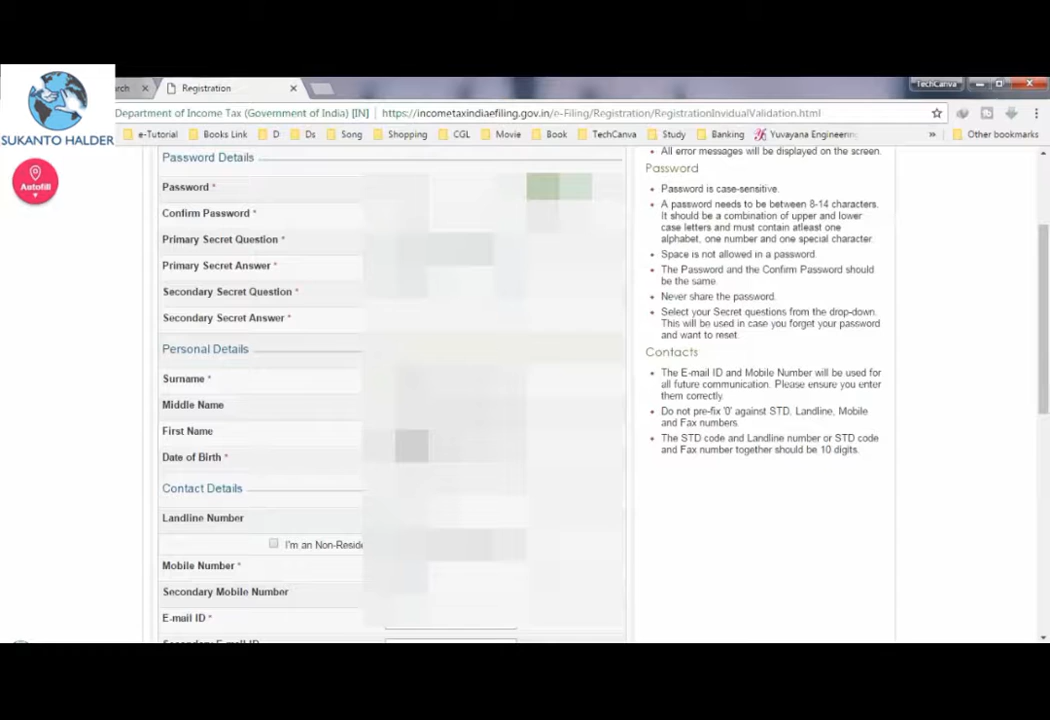 TechCanva
rch
Registration
Department of Income Tax (Government of India) [IN]
https://incometaxindiaefiling.gov.in/e-Filing/Registration/RegistrationInvidualValidation.html
SUKANTO HALDER
e-Tutorial
Books Link
D
Ds
Song
Shopping
CGL
Movie
Book
TechCanva
Study
Banking
Yuvayana Engineern
»
Other bookmarks
Autofill
Password Details
Password *
Confirm Password *
Primary Secret Question *
Primary Secret Answer *
Secondary Secret Question *
Secondary Secret Answer *
Personal Details
Surname *
Middle Name
First Name
Date of Birth *
Contact Details
Landline Number
I'm an Non-Reside
Mobile Number *
Secondary Mobile Number
E-mail ID *
Secondary E-mail ID
All error messages will be displayed on the screen.
Password
Password is case-sensitive.
A password needs to be between 8-14 characters.
It should be a combination of upper and lower
case letters and must contain atleast one
alphabet, one number and one special character.
Space is not allowed in a password.
The Password and the Confirm Password should
be the same.
Never share the password.
Select your Secret questions from the drop-down.
This will be used in case you forget your password
and want to reset.
Contacts
The E-mail ID and Mobile Number will be used for
all future communication. Please ensure you enter
them correctly.
Do not pre-fix '0' against STD, Landline, Mobile
and Fax numbers.
The STD code and Landline number or STD code
and Fax number together should be 10 digits.